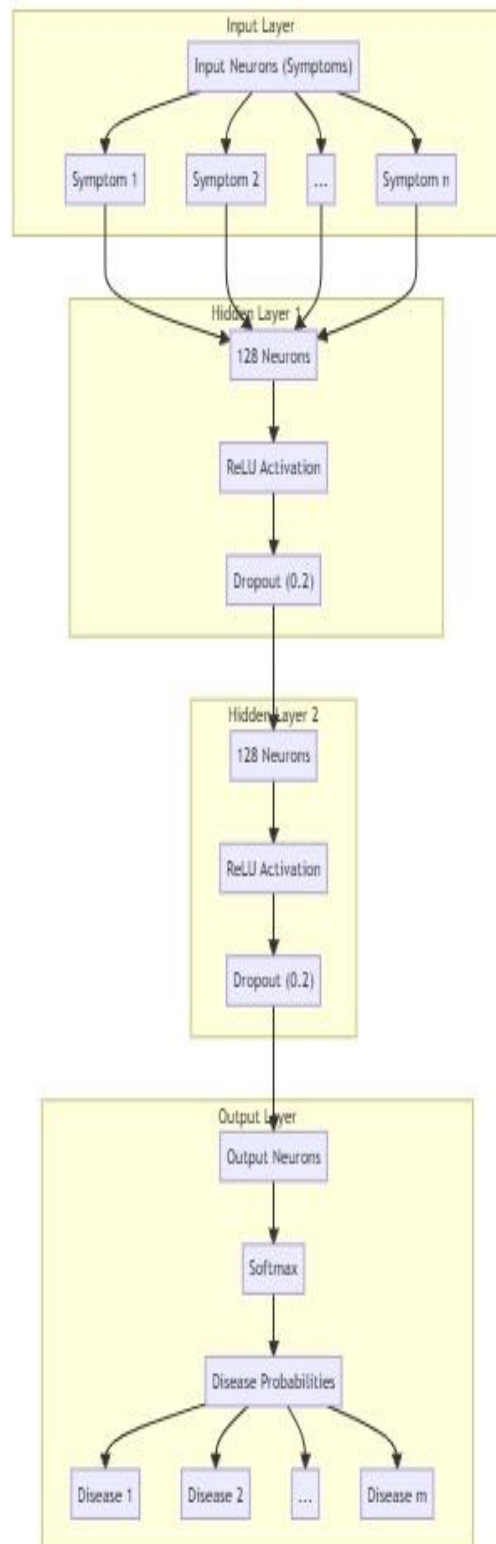 Input Layer
Input Neurons (Symptoms)
Symptom 1
Symptom 2
...
Symptom n
Hidden Layer 1
128 Neurons
ReLU Activation
Dropout (0.2)
Hidden Layer 2
128 Neurons
ReLU Activation
Dropout (0.2)
Output Layer
Output Neurons
Softmax
Disease Probabilities
Disease 1
Disease 2
...
Disease m